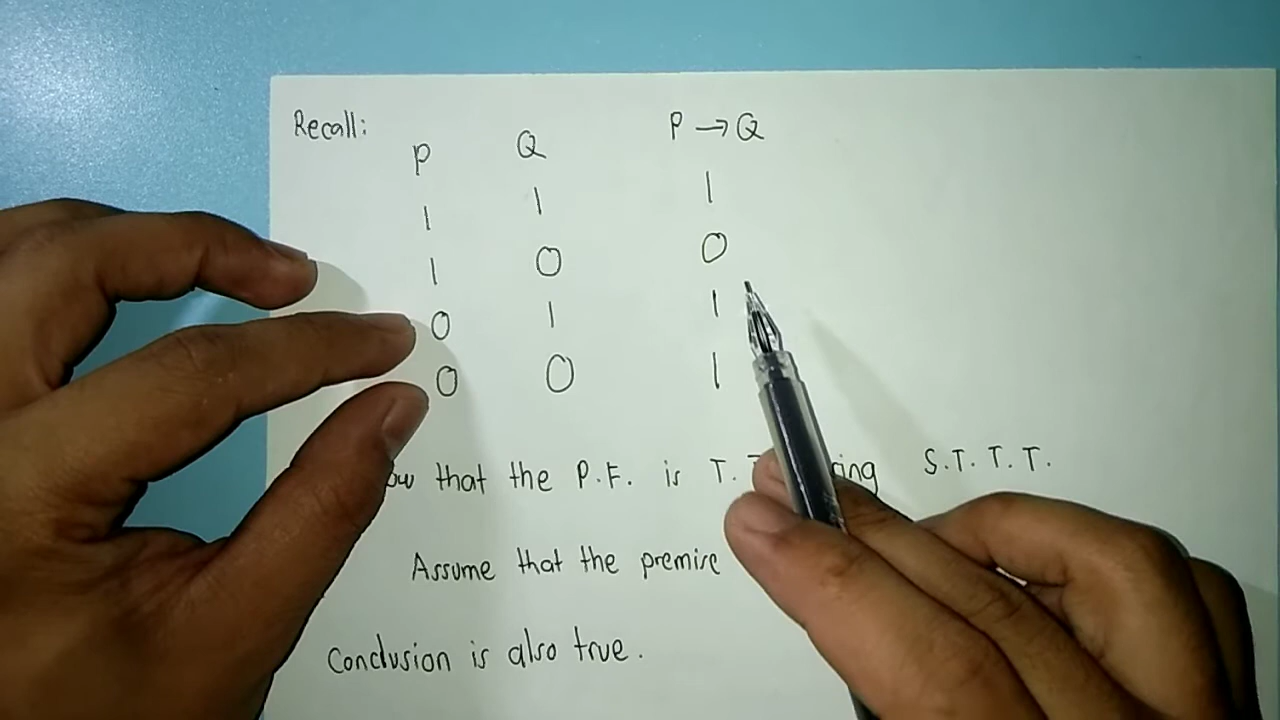 Recall:
P Q P → Q
1 1 1
1 0 0
0 1 1
0 0 1
that the P.F. is S.T.T.T.
Assume that the premise
Conclusion is also true.